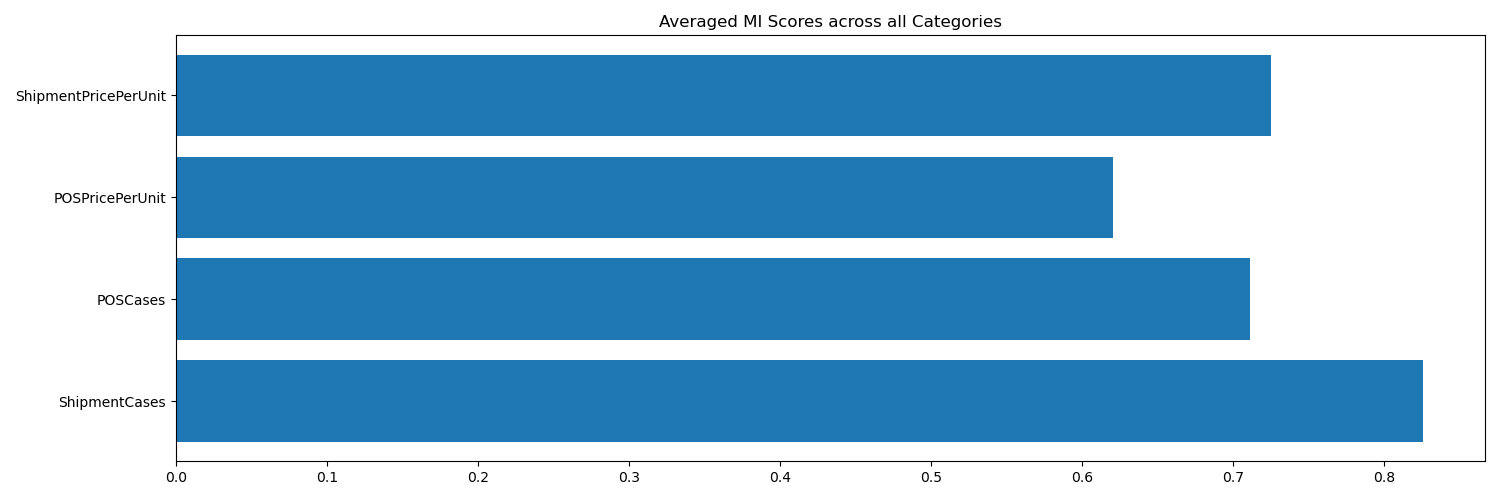 Averaged MI Scores across all Categories
ShipmentPricePerUnit
POSPricePerUnit
POSCases
ShipmentCases
0.0 0.1 0.2 0.3 0.4 0.5 0.6 0.7 0.8